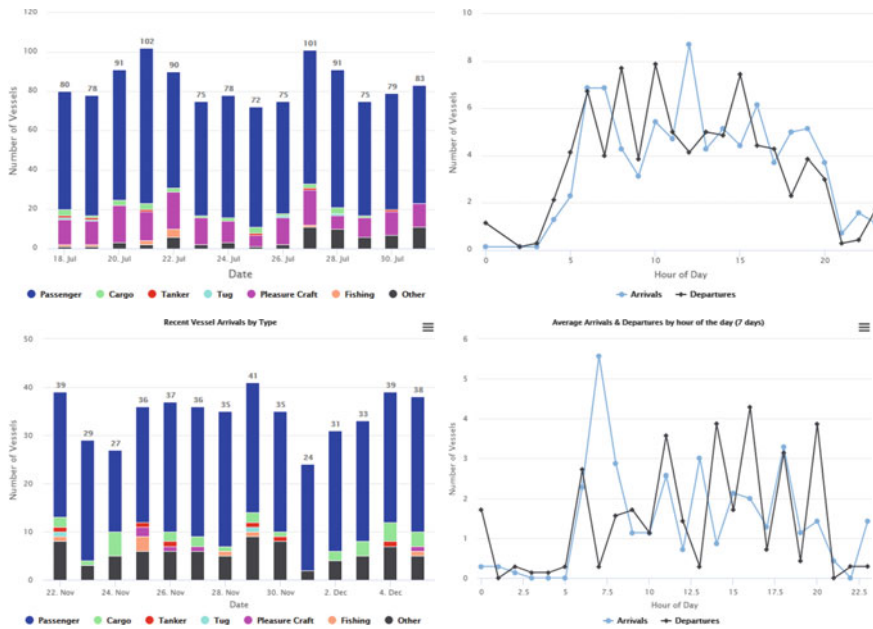 120
100
80
60
40
20
0
Number of Vessels
80
78
91
102
90
75
78
72
75
101
91
75
79
83
18. Jul
20. Jul
22. Jul
24. Jul
26. Jul
28. Jul
30. Jul
Date
Passenger Cargo Tanker Tug Pleasure Craft Fishing Other
10
8
6
4
2
0
Number of Vessels
0 5 10 15 20
Hour of Day
Arrivals Departures
Recent Vessel Arrivals by Type
50
40
30
20
10
0
Number of Vessels
39
29
27
36
37
36
35
41
35
24
31
33
39
38
22. Nov
24. Nov
26. Nov
28. Nov
30. Nov
2. Dec
4. Dec
Date
Passenger Cargo Tanker Tug Pleasure Craft Fishing Other
Average Arrivals & Departures by hour of the day (7 days)
6
5
4
3
2
1
0
Number of Vessels
0 2.5 5 7.5 10 12.5 15 17.5 20 22.5
Hour of Day
Arrivals Departures